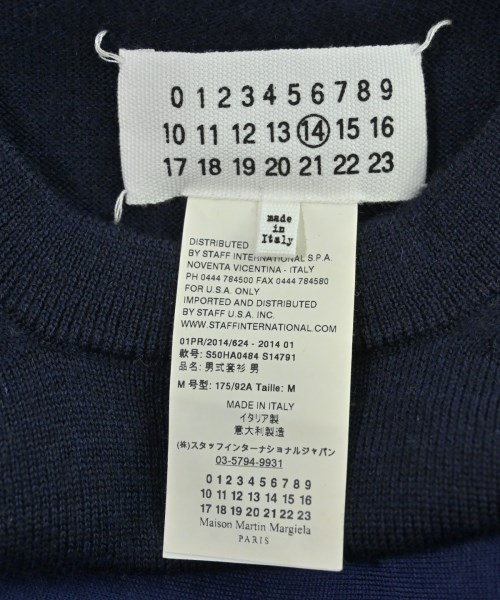 0 1 2 3 4 5 6 7 8 9
10 11 12 13 14 15 16
17 18 19 20 21 22 23
made
in
Italy
DISTRIBUTED
BY STAFF INTERNATIONAL S.P.A.
NOVENTA VICENTINA - ITALY
PH 0444 784500 FAX 0444 784580
FOR U.S.A. ONLY
IMPORTED AND DISTRIBUTED
BY STAFF U.S.A. INC.
WWW.STAFFINTERNATIONAL.COM
01PR/2014/624 - 2014 01
款号: S50HA0484 S14791
品名: 男式套衫 男
M 号型: 175/92A Taille: M
MADE IN ITALY
イタリア製
意大利製造
(株)スタッフインターナショナルジャパン
03-5794-9931
0 1 2 3 4 5 6 7 8 9
10 11 12 13 14 15 16
17 18 19 20 21 22 23
Maison Martin Margiela
PARIS